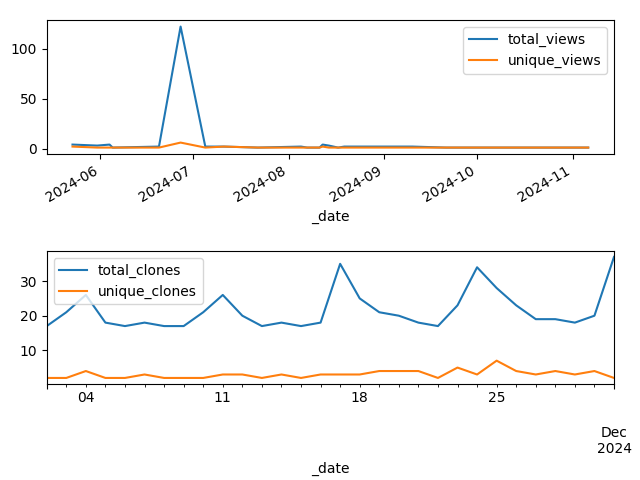 100
50
0
total_views
unique_views
2024-06
2024-07
2024-08
2024-09
2024-10
2024-11
_date
30
20
10
total_clones
unique_clones
04
11
18
25
Dec
2024
_date